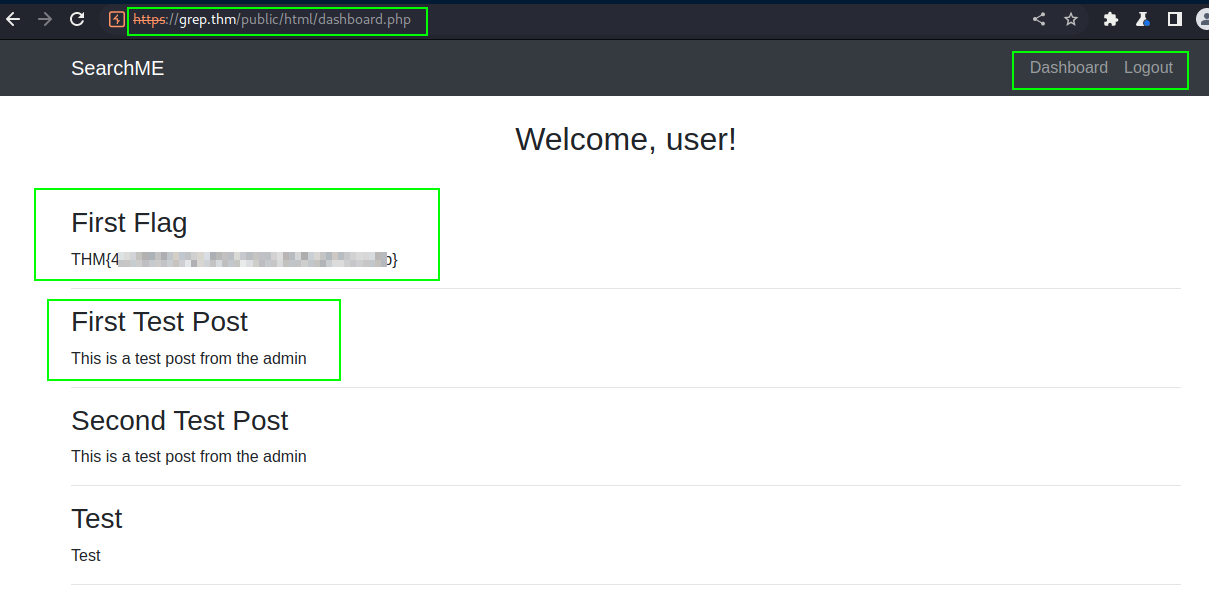 https://grep.thm/public/html/dashboard.php
SearchME
Dashboard Logout
Welcome, user!
First Flag
THM{4 b}
First Test Post
This is a test post from the admin
Second Test Post
This is a test post from the admin
Test
Test